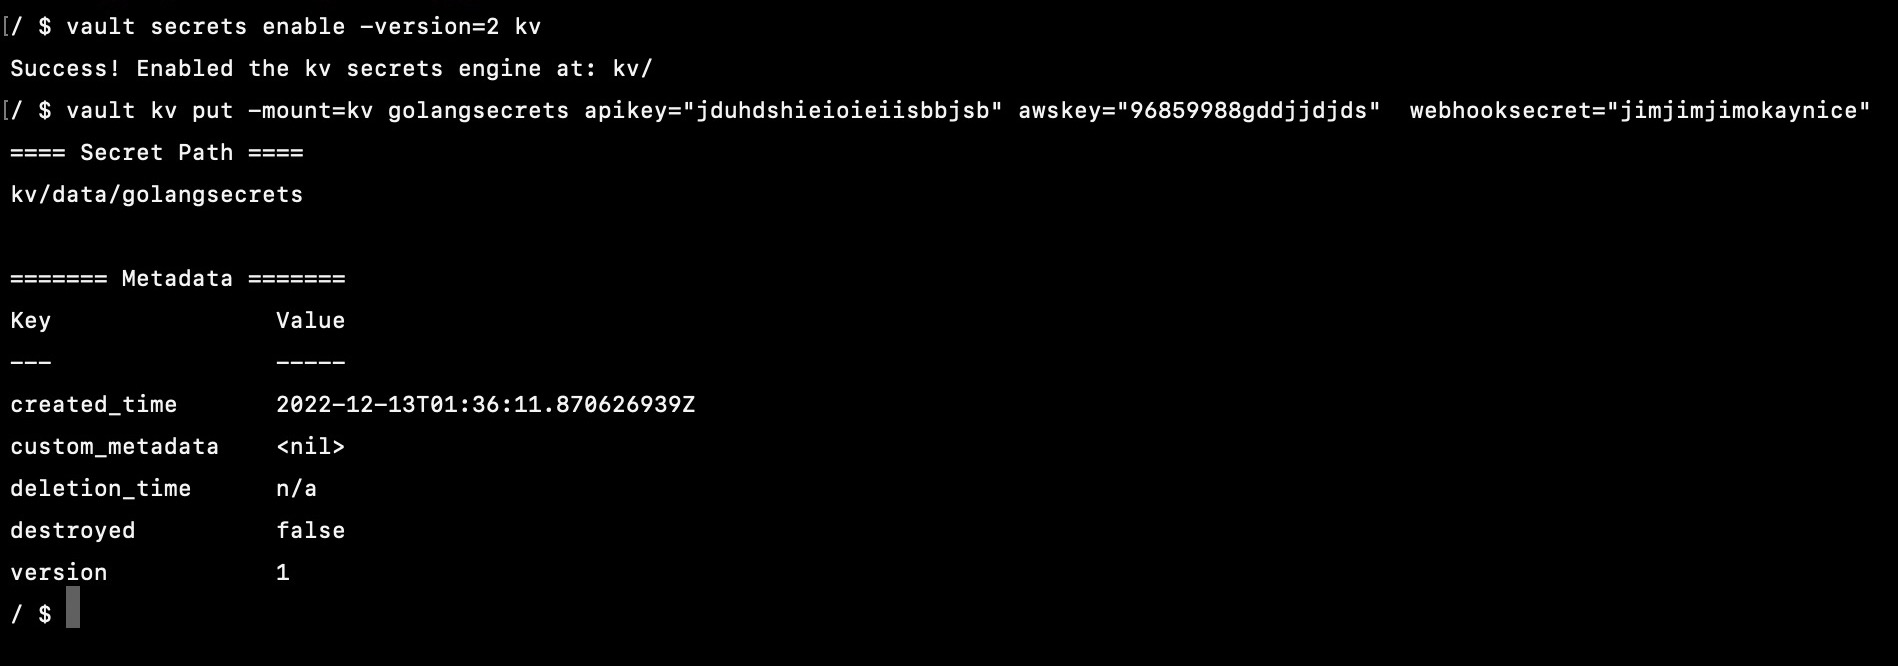 [/ $ vault secrets enable -version=2 kv
Success! Enabled the kv secrets engine at: kv/
[/ $ vault kv put -mount=kv golangsecrets apikey="jduhdshieioieiisbbjsb" awskey="96859988gddjjdjds"  webhooksecret="jimjimjimokaynice"
==== Secret Path ====
kv/data/golangsecrets
======= Metadata =======
Key                Value
---                -----
created_time       2022-12-13T01:36:11.870626939Z
custom_metadata    <nil>
deletion_time      n/a
destroyed          false
version            1
/ $